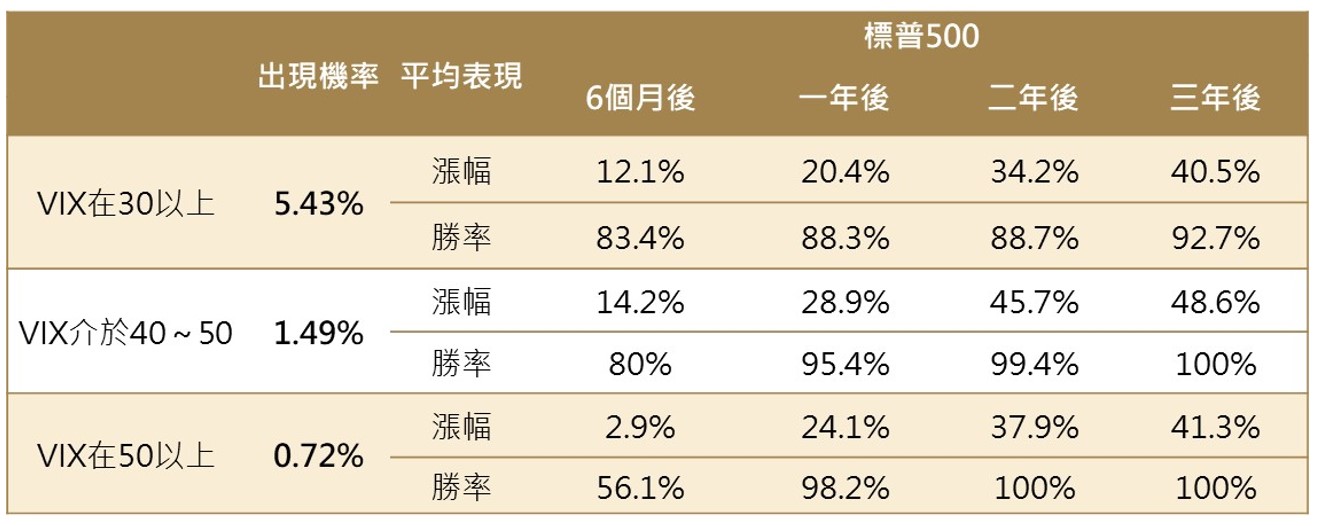 標普500
出現機率 平均表現 6個月後 一年後 二年後 三年後
漲幅 12.1% 20.4% 34.2% 40.5%
VIX在30以上 5.43%
勝率 83.4% 88.3% 88.7% 92.7%
漲幅 14.2% 28.9% 45.7% 48.6%
VIX介於40～50 1.49%
勝率 80% 95.4% 99.4% 100%
漲幅 2.9% 24.1% 37.9% 41.3%
VIX在50以上 0.72%
勝率 56.1% 98.2% 100% 100%